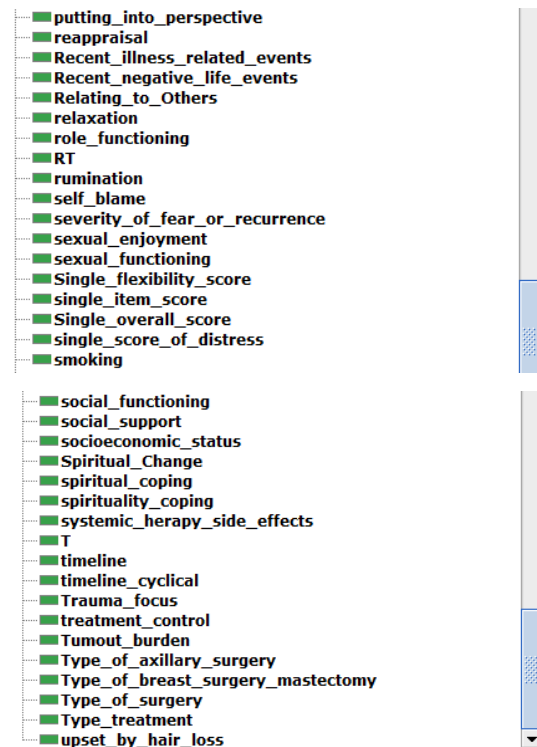 putting_into_perspective
reappraisal
Recent_illness_related_events
Recent_negative_life_events
Relating_to_Others
relaxation
role_functioning
RT
rumination
self_blame
severity_of_fear_or_recurrence
sexual_enjoyment
sexual_functioning
Single_flexibility_score
single_item_score
Single_overall_score
single_score_of_distress
smoking
social_functioning
social_support
socioeconomic_status
Spiritual_Change
spiritual_coping
spirituality_coping
systemic_herapy_side_effects
T
timeline
timeline_cyclical
Trauma_focus
treatment_control
Tumout_burden
Type_of_axillary_surgery
Type_of_breast_surgery_mastectomy
Type_of_surgery
Type_treatment
upset_by_hair_loss